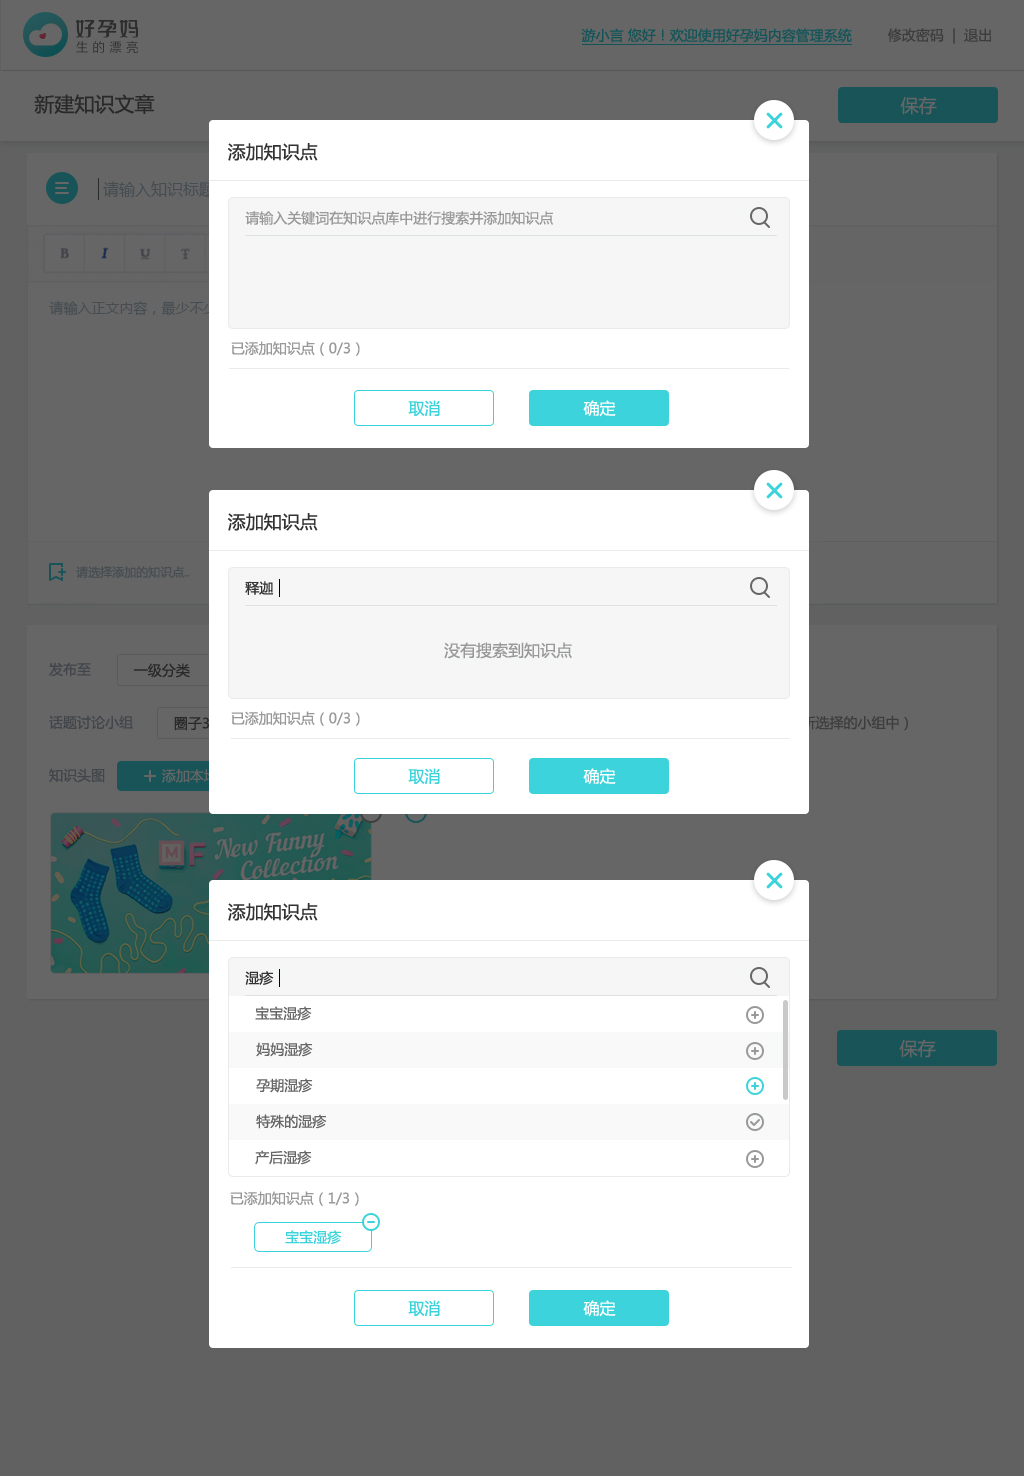 好孕妈
生的漂亮
游小言 您好！欢迎使用好孕妈内容管理系统
修改密码 | 退出
新建知识文章
保存
添加知识点
请输入知识标题
请输入关键词在知识点库中进行搜索并添加知识点
B I U T
请输入正文内容，最少不
已添加知识点（0/3）
取消 确定
添加知识点
释迦
请选择添加的知识点..
没有搜索到知识点
发布至 一级分类
已添加知识点（0/3）
话题讨论小组 圈子3
选择的小组中）
知识头图 添加本
取消 确定
MF New Funny
Collection
添加知识点
湿疹
宝宝湿疹
妈妈湿疹
保存
孕期湿疹
特殊的湿疹
产后湿疹
已添加知识点（1/3）
宝宝湿疹
取消 确定